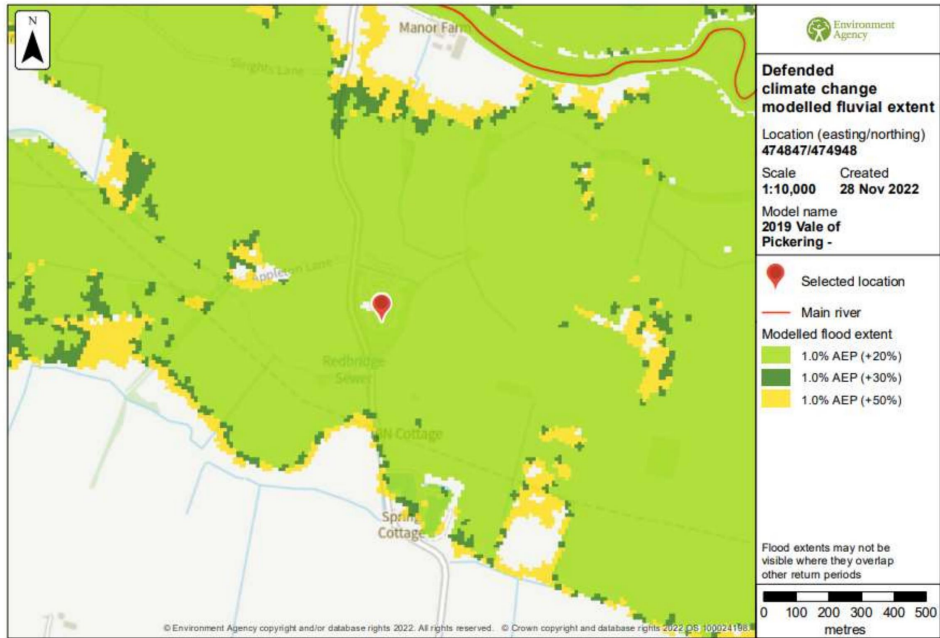 N
Manor Farm
Sleights Lane
Appleton Lane
Redbridge
Sewer
Cottage
Spring
Cottage
© Environment Agency copyright and/or database rights 2022. All rights reserved. © Crown copyright and database rights 2022 OS 100024198.
Environment
Agency
Defended
climate change
modelled fluvial extent
Location (easting/northing)
474847/474948
Scale Created
1:10,000 28 Nov 2022
Model name
2019 Vale of
Pickering -
Selected location
Main river
Modelled flood extent
1.0% AEP (+20%)
1.0% AEP (+30%)
1.0% AEP (+50%)
Flood extents may not be
visible where they overlap
other return periods
0 100 200 300 400 500
metres